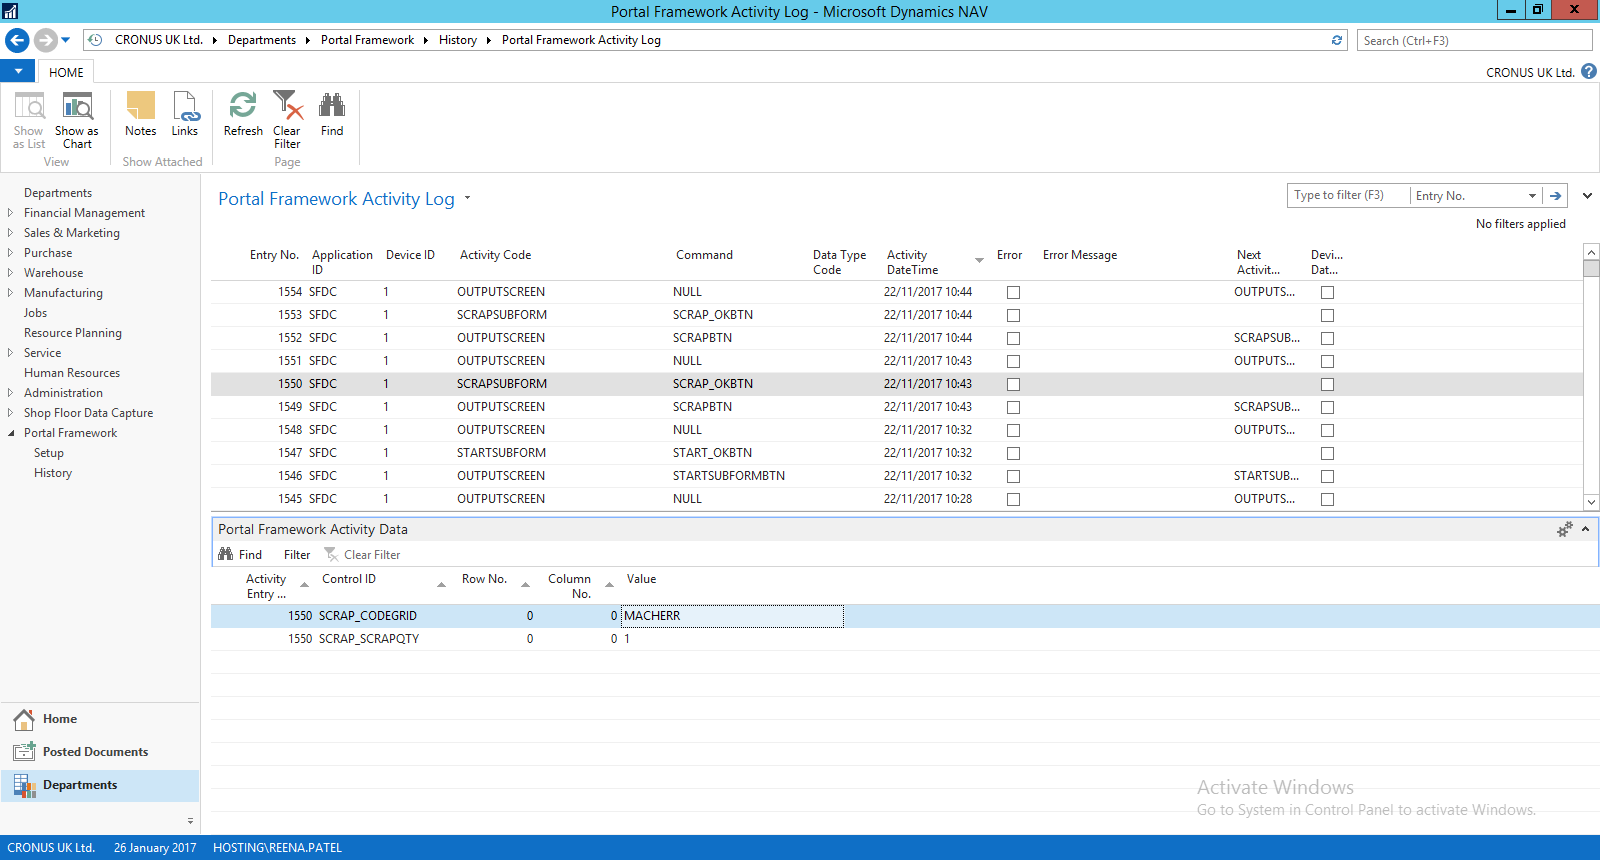 Portal Framework Activity Log - Microsoft Dynamics NAV
CRONUS UK Ltd. Departments Portal Framework History Portal Framework Activity Log
Search (Ctrl+F3)
HOME
CRONUS UK Ltd.
Show as List
Show as Chart
Notes
Links
Refresh
Clear Filter
Find
View
Show Attached
Page
Departments
Financial Management
Sales & Marketing
Purchase
Warehouse
Manufacturing
Jobs
Resource Planning
Service
Human Resources
Administration
Shop Floor Data Capture
Portal Framework
Setup
History
Home
Posted Documents
Departments
Portal Framework Activity Log
Type to filter (F3) Entry No.
No filters applied
Entry No. Application ID Device ID Activity Code Command Data Type Code Activity DateTime Error Error Message Next Activit... Devi... Dat...
1554 SFDC 1 OUTPUTSCREEN NULL 22/11/2017 10:44 OUTPUTS...
1553 SFDC 1 SCRAPSUBFORM SCRAP_OKBTN 22/11/2017 10:44
1552 SFDC 1 OUTPUTSCREEN SCRAPBTN 22/11/2017 10:44 SCRAPSUB...
1551 SFDC 1 OUTPUTSCREEN NULL 22/11/2017 10:43 OUTPUTS...
1550 SFDC 1 SCRAPSUBFORM SCRAP_OKBTN 22/11/2017 10:43
1549 SFDC 1 OUTPUTSCREEN SCRAPBTN 22/11/2017 10:43 SCRAPSUB...
1548 SFDC 1 OUTPUTSCREEN NULL 22/11/2017 10:32 OUTPUTS...
1547 SFDC 1 STARTSUBFORM START_OKBTN 22/11/2017 10:32
1546 SFDC 1 OUTPUTSCREEN STARTSUBFORMBTN 22/11/2017 10:32 STARTSUB...
1545 SFDC 1 OUTPUTSCREEN NULL 22/11/2017 10:28 OUTPUTS...
Portal Framework Activity Data
Find Filter Clear Filter
Activity Entry ... Control ID Row No. Column No. Value
1550 SCRAP_CODEGRID 0 0 MACHERR
1550 SCRAP_SCRAPQTY 0 0 1
Activate Windows
Go to System in Control Panel to activate Windows.
CRONUS UK Ltd. 26 January 2017 HOSTING\REENA.PATEL